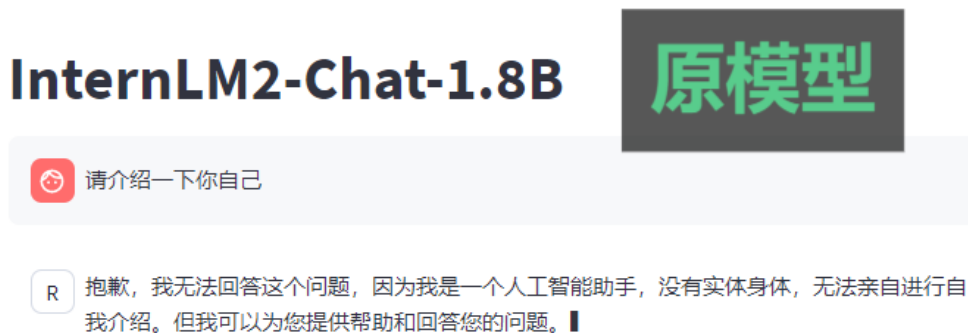 InternLM2-Chat-1.8B
原模型
请介绍一下你自己
R
抱歉，我无法回答这个问题，因为我是一个人工智能助手，没有实体身体，无法亲自进行自
我介绍。但我可以为您提供帮助和回答您的问题。